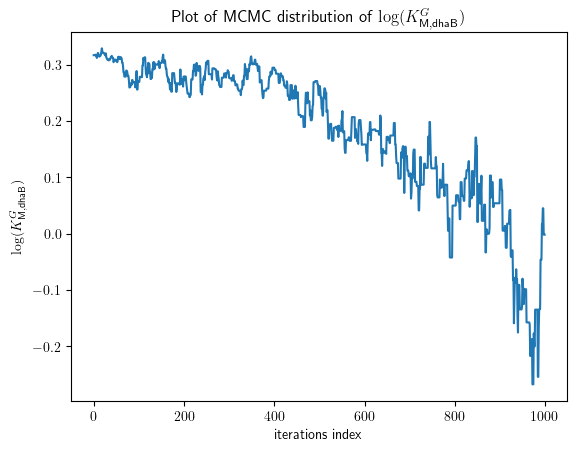 Plot of MCMC distribution of log(K^G_M,dhaB)
log(K^G_M,dhaB)
0.3
0.2
0.1
0.0
−0.1
−0.2
0 200 400 600 800 1000
iterations index